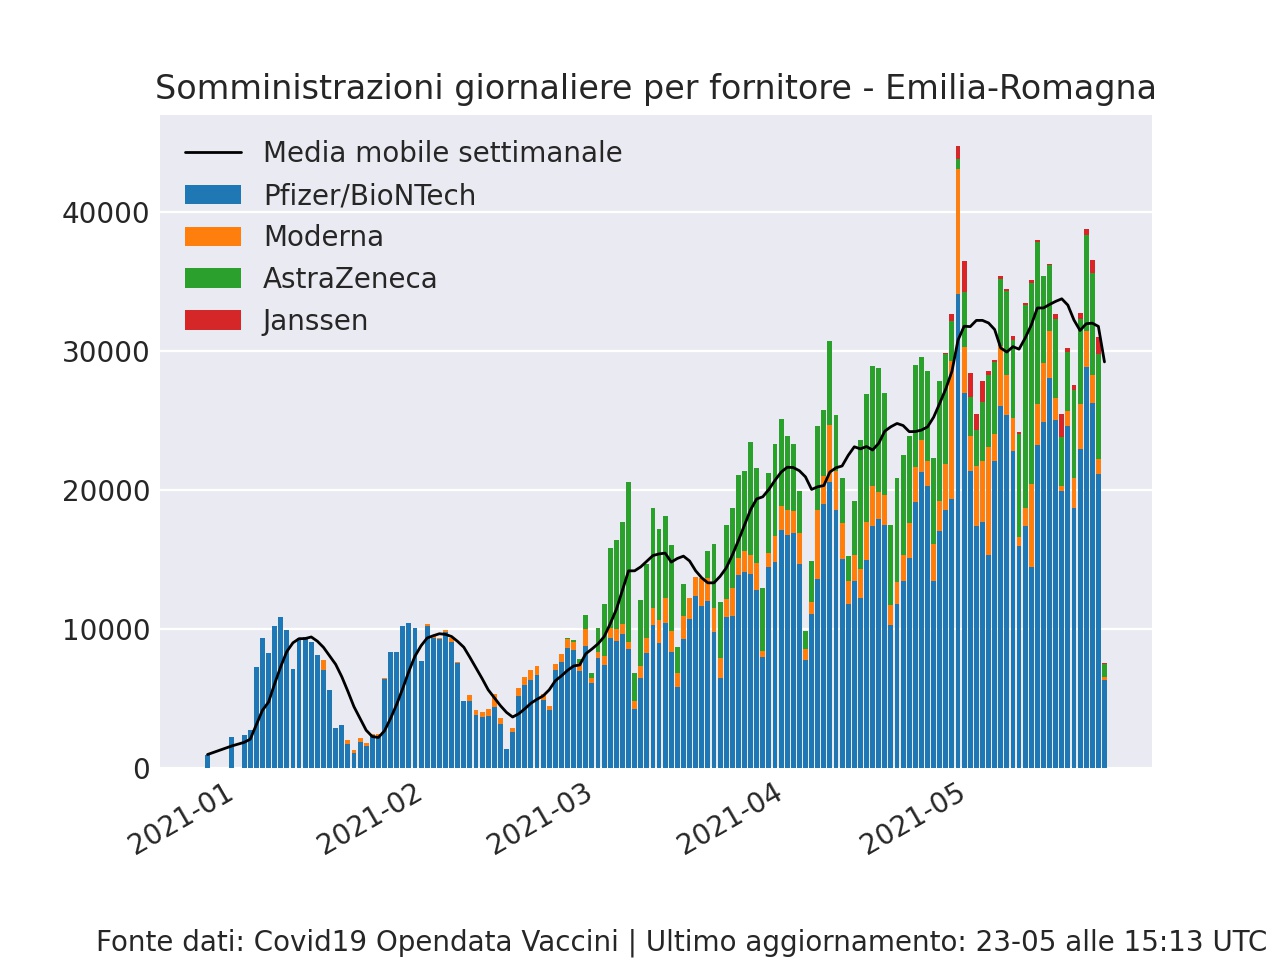 Somministrazioni giornaliere per fornitore - Emilia-Romagna
Media mobile settimanale
Pfizer/BioNTech
Moderna
AstraZeneca
Janssen
40000
30000
20000
10000
0
2021-01
2021-02
2021-03
2021-04
2021-05
Fonte dati: Covid19 Opendata Vaccini | Ultimo aggiornamento: 23-05 alle 15:13 UTC